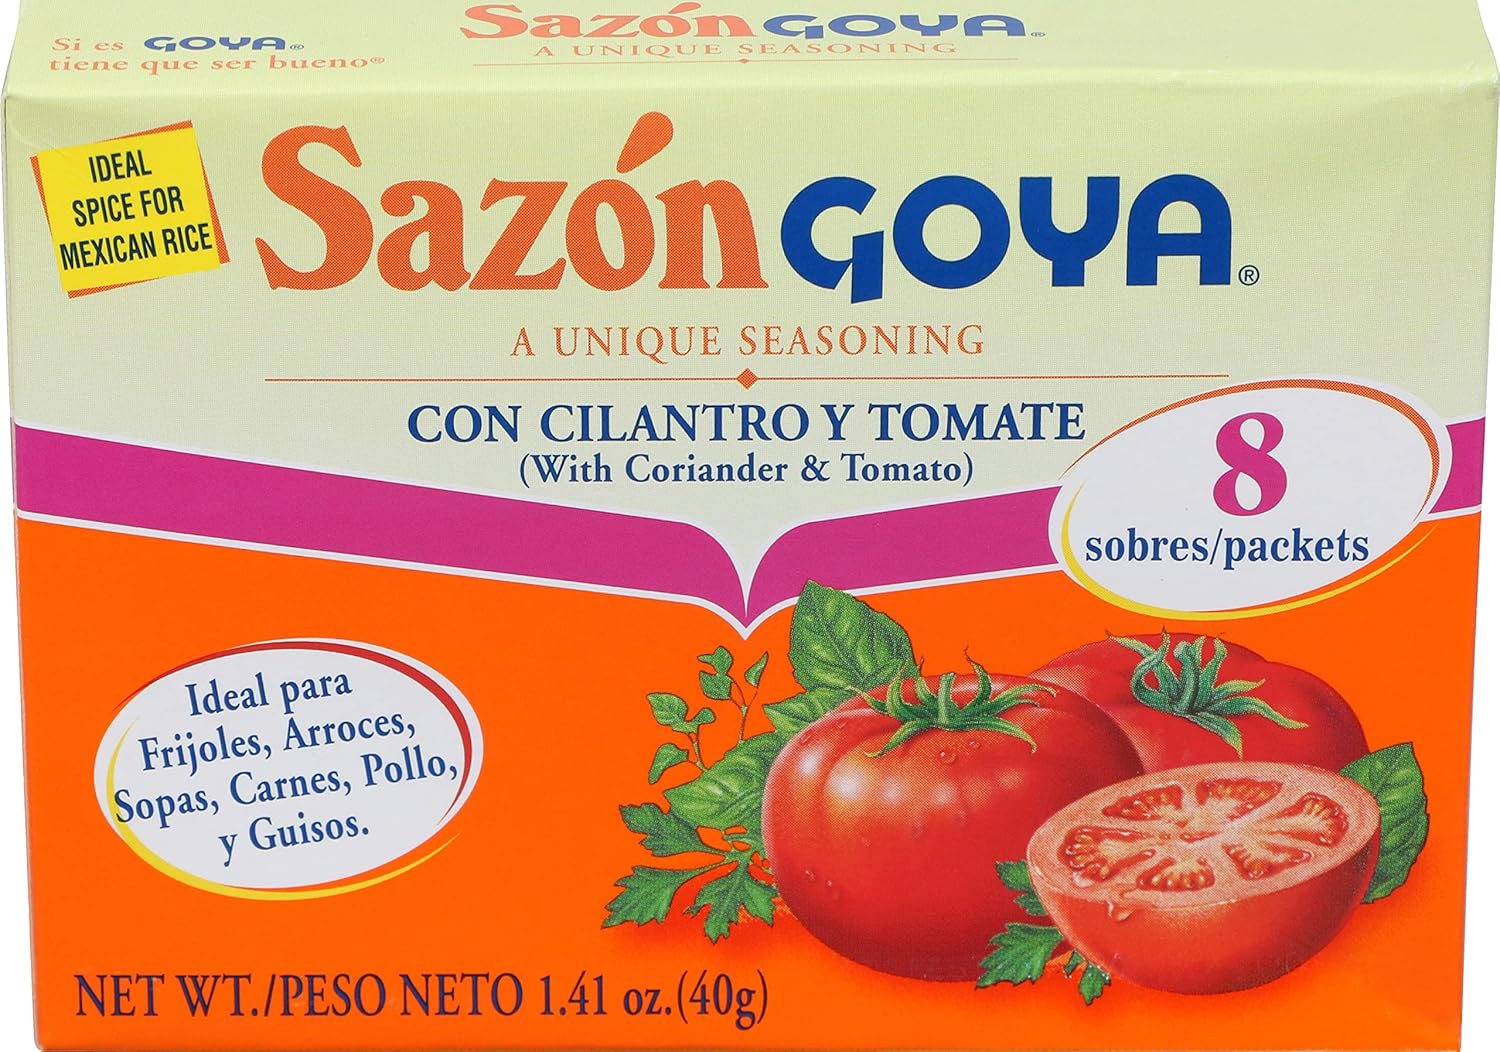 Si es GOYA®
tiene que ser bueno®
Sazón GOYA®
A UNIQUE SEASONING
IDEAL
SPICE FOR
MEXICAN RICE
Sazón GOYA®
A UNIQUE SEASONING
CON CILANTRO Y TOMATE
(With Coriander & Tomato)
8
sobres/packets
Ideal para
Frijoles, Arroces,
Sopas, Carnes, Pollo,
y Guisos.
NET WT./PESO NETO 1.41 oz.(40g)